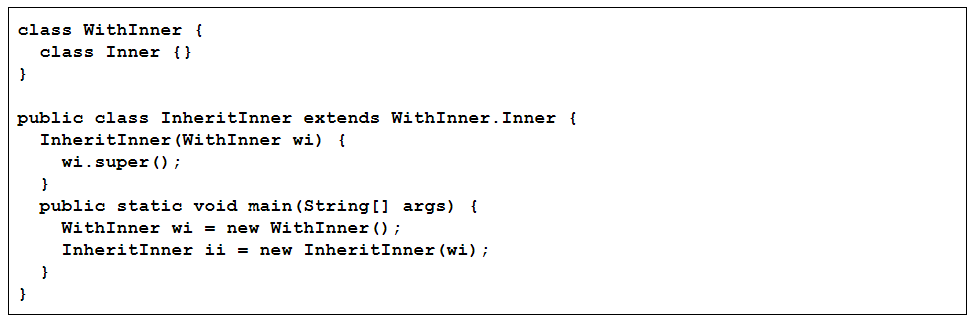 class WithInner {
  class Inner {}
}

public class InheritInner extends WithInner.Inner {
  InheritInner(WithInner wi) {
    wi.super();
  }
  public static void main(String[] args) {
    WithInner wi = new WithInner();
    InheritInner ii = new InheritInner(wi);
  }
}